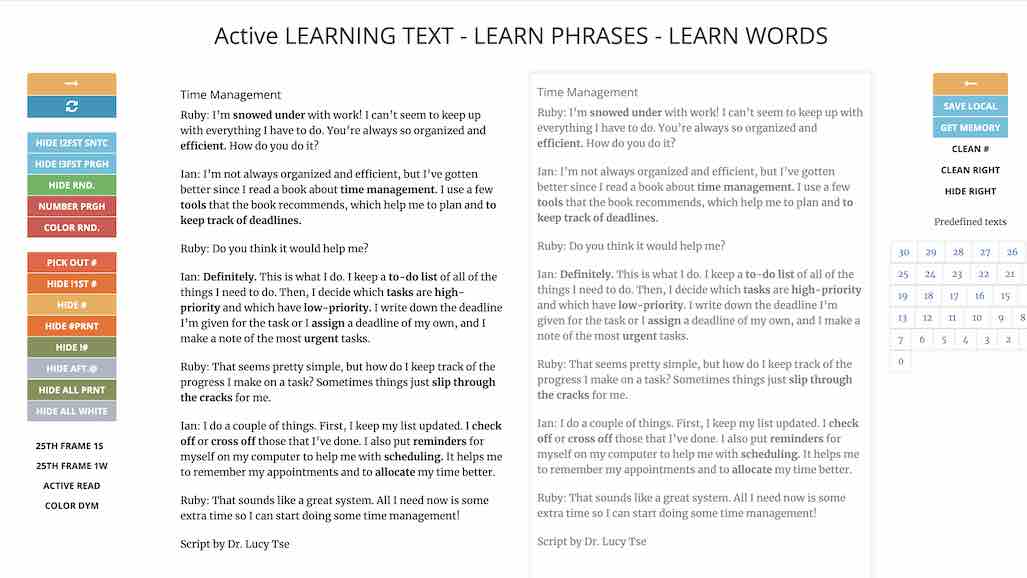 Active LEARNING TEXT - LEARN PHRASES - LEARN WORDS
HIDE !2FST SNTC
HIDE !3FST PRGH
HIDE RND.
NUMBER PRGH
COLOR RND.
PICK OUT #
HIDE !1ST #
HIDE #
HIDE #PRNT
HIDE !#
HIDE AFT.@
HIDE ALL PRNT
HIDE ALL WHITE
25TH FRAME 1S
25TH FRAME 1W
ACTIVE READ
COLOR DYM
Time Management
Ruby: I'm snowed under with work! I can't seem to keep up
with everything I have to do. You're always so organized and
efficient. How do you do it?
Ian: I'm not always organized and efficient, but I've gotten
better since I read a book about time management. I use a few
tools that the book recommends, which help me to plan and to
keep track of deadlines.
Ruby: Do you think it would help me?
Ian: Definitely. This is what I do. I keep a to-do list of all of the
things I need to do. Then, I decide which tasks are high-
priority and which have low-priority. I write down the deadline
I'm given for the task or I assign a deadline of my own, and I
make a note of the most urgent tasks.
Ruby: That seems pretty simple, but how do I keep track of the
progress I make on a task? Sometimes things just slip through
the cracks for me.
Ian: I do a couple of things. First, I keep my list updated. I check
off or cross off those that I've done. I also put reminders for
myself on my computer to help me with scheduling. It helps me
to remember my appointments and to allocate my time better.
Ruby: That sounds like a great system. All I need now is some
extra time so I can start doing some time management!
Script by Dr. Lucy Tse
Time Management
Ruby: I'm snowed under with work! I can't seem to keep up with
everything I have to do. You're always so organized and
efficient. How do you do it?
Ian: I'm not always organized and efficient, but I've gotten
better since I read a book about time management. I use a few
tools that the book recommends, which help me to plan and to
keep track of deadlines.
Ruby: Do you think it would help me?
Ian: Definitely. This is what I do. I keep a to-do list of all of the
things I need to do. Then, I decide which tasks are high-priority
and which have low-priority. I write down the deadline I'm
given for the task or I assign a deadline of my own, and I make a
note of the most urgent tasks.
Ruby: That seems pretty simple, but how do I keep track of the
progress I make on a task? Sometimes things just slip through
the cracks for me.
Ian: I do a couple of things. First, I keep my list updated. I check
off or cross off those that I've done. I also put reminders for
myself on my computer to help me with scheduling. It helps me
to remember my appointments and to allocate my time better.
Ruby: That sounds like a great system. All I need now is some
extra time so I can start doing some time management!
Script by Dr. Lucy Tse
SAVE LOCAL
GET MEMORY
CLEAN #
CLEAN RIGHT
HIDE RIGHT
Predefined texts
30 29 28 27 26
25 24 23 22 21
19 18 17 16 15
13 12 11 10 9 8
7 6 5 4 3 2
0